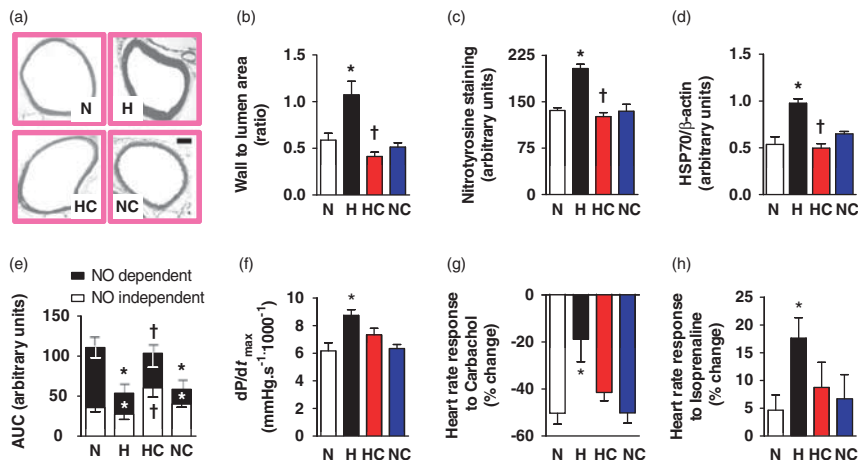 (a)
N
H
HC
NC
(b)
Wall to lumen area
(ratio)
1.5
1.0
0.5
0.0
*
†
N H HC NC
(c)
Nitrotyrosine staining
(arbitrary units)
225
150
75
0
*
†
N H HC NC
(d)
HSP70/β-actin
(arbitrary units)
1.5
1.0
0.5
0.0
*
†
N H HC NC
(e)
NO dependent
NO independent
AUC (arbitrary units)
150
100
50
0
* † *
* † *
N H HC NC
(f)
dP/dt max
(mmHg.s⁻¹·1000⁻¹)
10
8
6
4
2
0
*
N H HC NC
(g)
Heart rate response
to Carbachol
(% change)
0
-20
-40
-60
*
N H HC NC
(h)
Heart rate response
to Isoprenaline
(% change)
25
20
15
10
5
0
*
N H HC NC